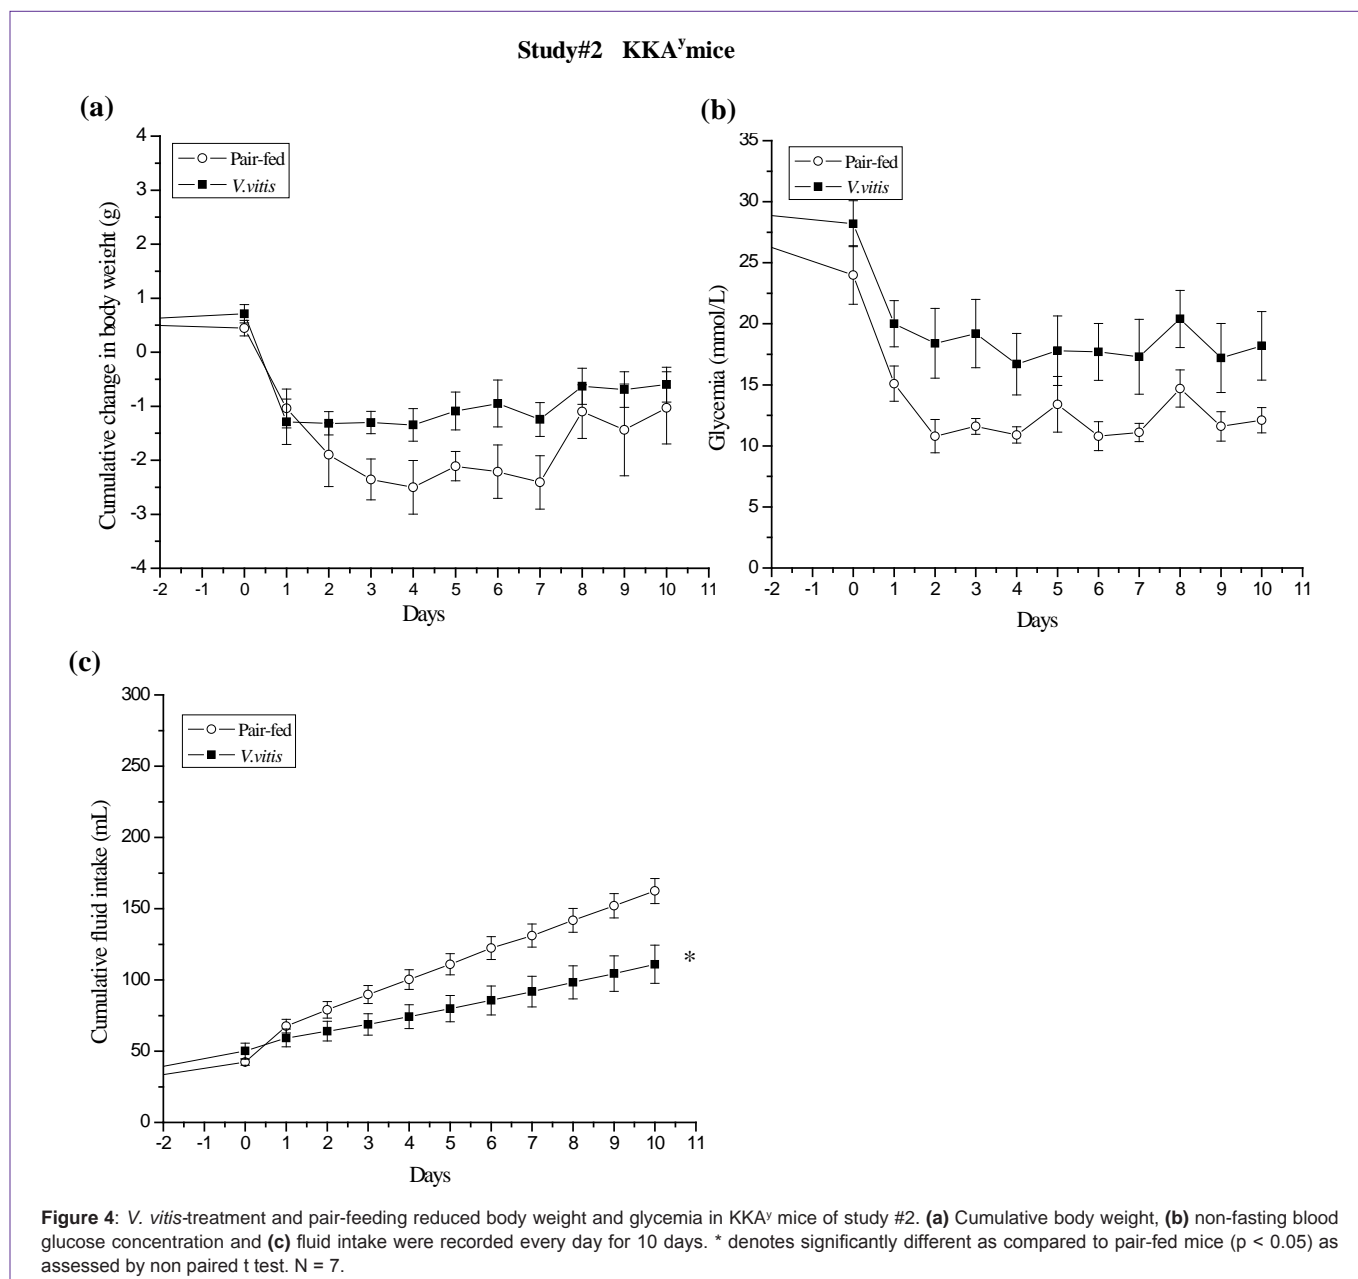 Study#2 KKAʸmice
(a)
4
3
2
1
0
-1
-2
-3
-4
Cumulative change in body weight (g)
Pair-fed
V.vitis
-2 -1 0 1 2 3 4 5 6 7 8 9 10 11
Days
(b)
35
30
25
20
15
10
5
0
Glycemia (mmol/L)
Pair-fed
V.vitis
-2 -1 0 1 2 3 4 5 6 7 8 9 10 11
Days
(c)
300
250
200
150
100
50
0
Cumulative fluid intake (mL)
Pair-fed
V.vitis
*
-2 -1 0 1 2 3 4 5 6 7 8 9 10 11
Days
Figure 4: V. vitis-treatment and pair-feeding reduced body weight and glycemia in KKAʸ mice of study #2. (a) Cumulative body weight, (b) non-fasting blood
glucose concentration and (c) fluid intake were recorded every day for 10 days. * denotes significantly different as compared to pair-fed mice (p < 0.05) as
assessed by non paired t test. N = 7.